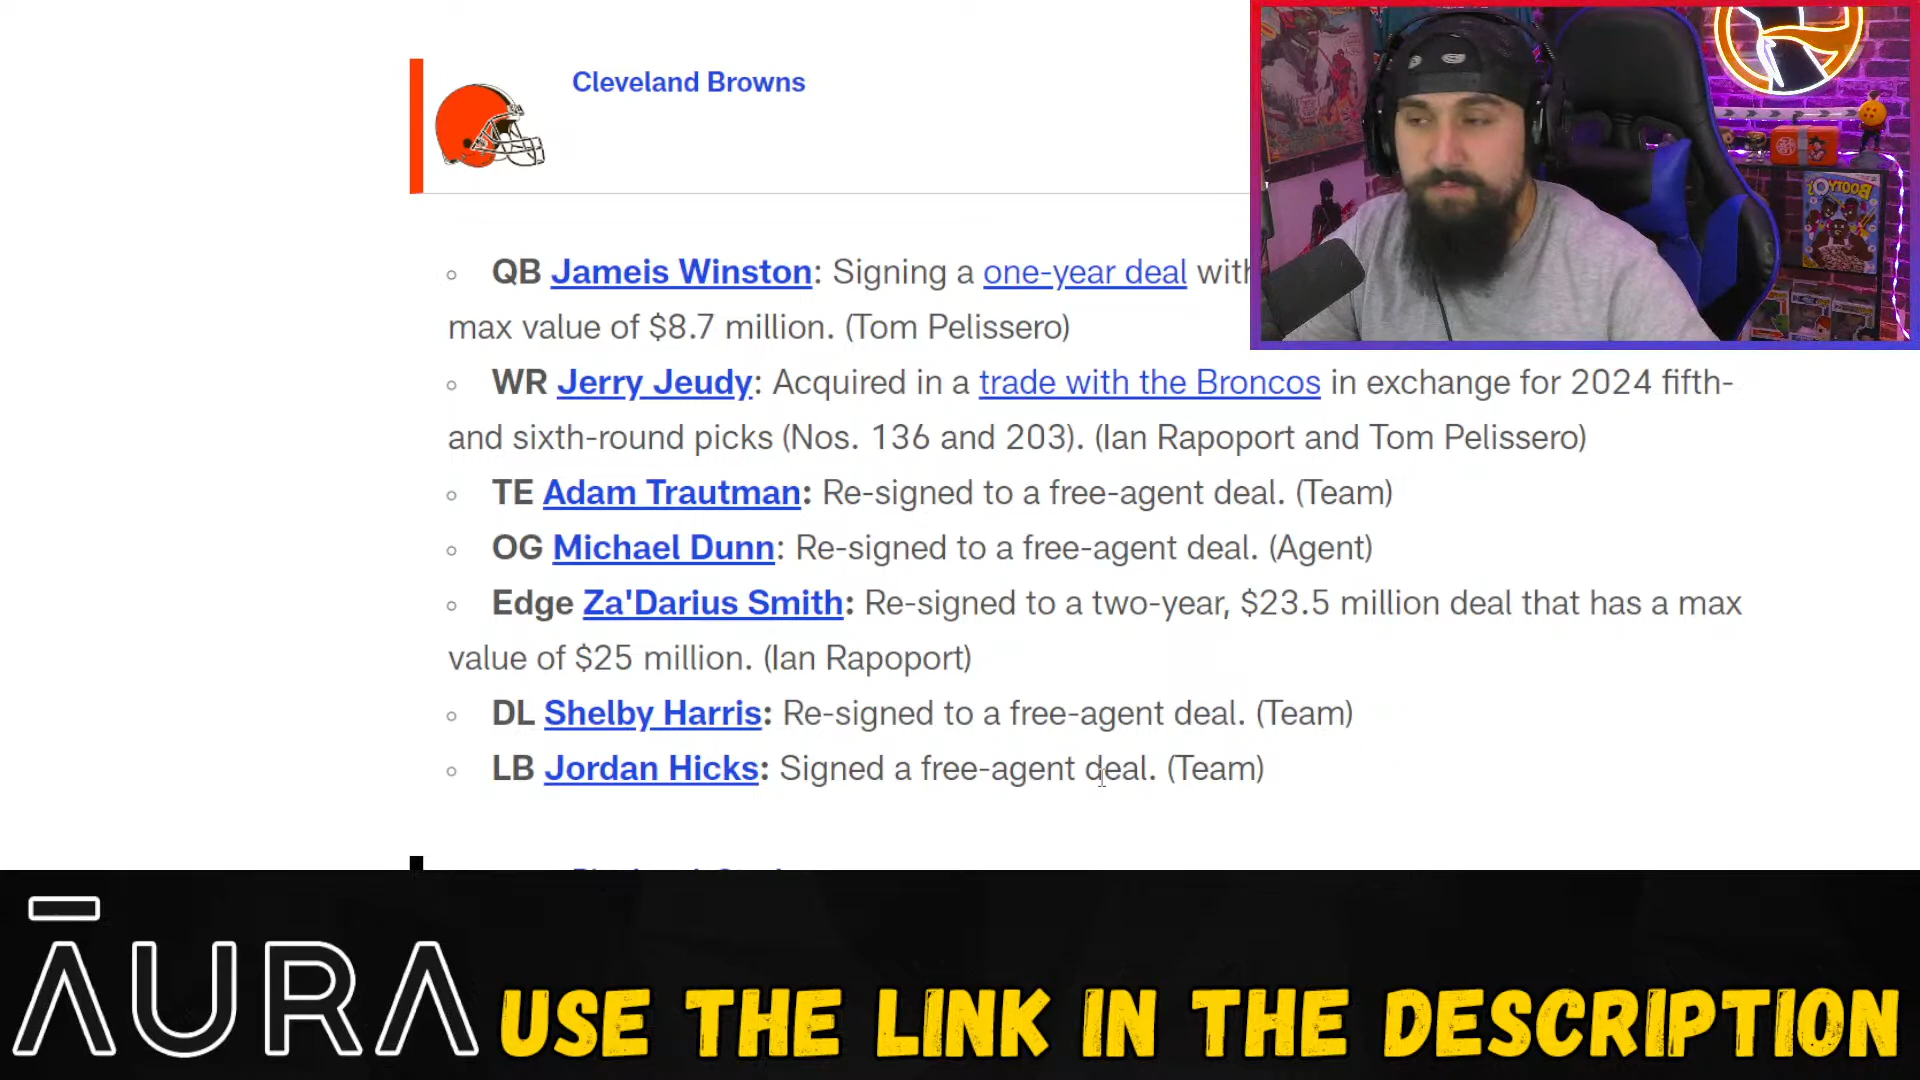 Cleveland Browns
QB Jameis Winston: Signing a one-year deal with
max value of $8.7 million. (Tom Pelissero)
WR Jerry Jeudy: Acquired in a trade with the Broncos in exchange for 2024 fifth-
and sixth-round picks (Nos. 136 and 203). (Ian Rapoport and Tom Pelissero)
TE Adam Trautman: Re-signed to a free-agent deal. (Team)
OG Michael Dunn: Re-signed to a free-agent deal. (Agent)
Edge Za'Darius Smith: Re-signed to a two-year, $23.5 million deal that has a max
value of $25 million. (Ian Rapoport)
DL Shelby Harris: Re-signed to a free-agent deal. (Team)
LB Jordan Hicks: Signed a free-agent deal. (Team)
ĀURA USE THE LINK IN THE DESCRIPTION